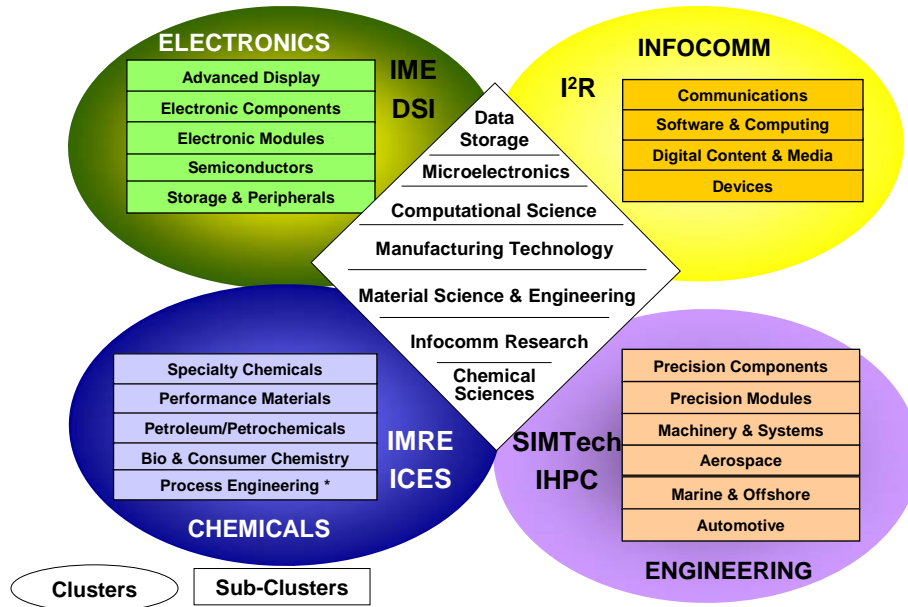 ELECTRONICS
Advanced Display
Electronic Components
Electronic Modules
Semiconductors
Storage & Peripherals
IME
DSI
INFOCOMM
I²R
Communications
Software & Computing
Digital Content & Media
Devices
Data
Storage
Microelectronics
Computational Science
Manufacturing Technology
Material Science & Engineering
Infocomm Research
Chemical
Sciences
Specialty Chemicals
Performance Materials
Petroleum/Petrochemicals
Bio & Consumer Chemistry
Process Engineering *
IMRE
ICES
CHEMICALS
SIMTech
IHPC
Precision Components
Precision Modules
Machinery & Systems
Aerospace
Marine & Offshore
Automotive
ENGINEERING
Clusters
Sub-Clusters